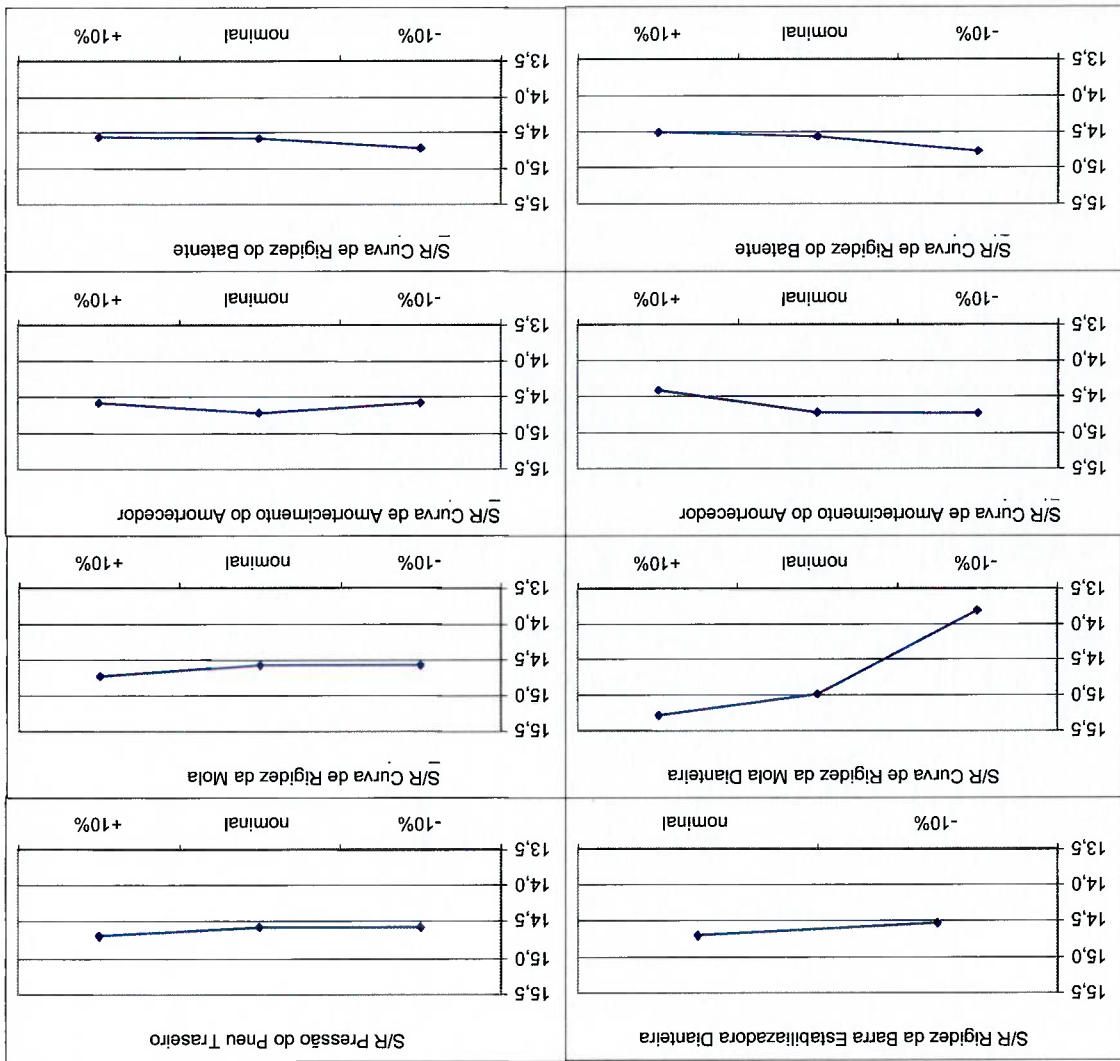 S/R Rigidez da Barra Estabiliazadora Dianteira
15,5
15,0
14,5
14,0
13,5
-10% nominal
S/R Pressão do Pneu Traseiro
15,5
15,0
14,5
14,0
13,5
-10% nominal +10%
S/R Curva de Rigidez da Mola Dianteira
15,5
15,0
14,5
14,0
13,5
-10% nominal +10%
S/R Curva de Rigidez da Mola
15,5
15,0
14,5
14,0
13,5
-10% nominal +10%
S/R Curva de Amortecimento do Amortecedor
15,5
15,0
14,5
14,0
13,5
-10% nominal +10%
S/R Curva de Amortecimento do Amortecedor
15,5
15,0
14,5
14,0
13,5
-10% nominal +10%
S/R Curva de Rigidez do Batente
15,5
15,0
14,5
14,0
13,5
-10% nominal +10%
S/R Curva de Rigidez do Batente
15,5
15,0
14,5
14,0
13,5
-10% nominal +10%